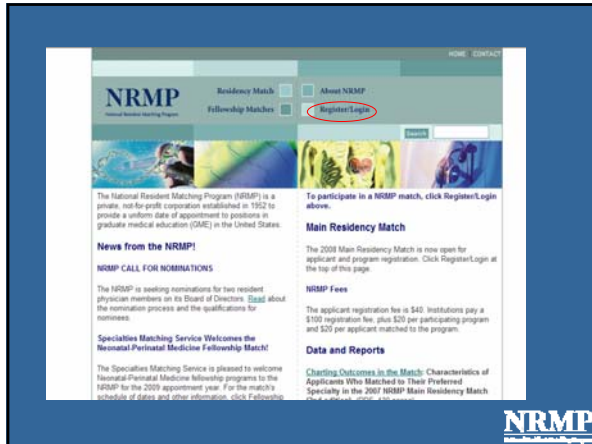 HOME | CONTACT
Residency Match
About NRMP
NRMP
National Resident Matching Program
Fellowship Matches
Register/Login
Search
The National Resident Matching Program (NRMP) is a
private, not-for-profit corporation established in 1952 to
provide a uniform date of appointment to positions in
graduate medical education (GME) in the United States.
News from the NRMP!
NRMP CALL FOR NOMINATIONS
The NRMP is seeking nominations for two resident
physician members on its Board of Directors. Read about
the nomination process and the qualifications for
nominees.
Specialties Matching Service Welcomes the
Neonatal-Perinatal Medicine Fellowship Match!
The Specialties Matching Service is pleased to welcome
Neonatal-Perinatal Medicine fellowship programs to the
NRMP for the 2009 appointment year. For the match's
schedule of dates and other information, click Fellowship
To participate in a NRMP match, click Register/Login
above.
Main Residency Match
The 2008 Main Residency Match is now open for
applicant and program registration. Click Register/Login at
the top of this page.
NRMP Fees
The applicant registration fee is $40. Institutions pay a
$100 registration fee, plus $20 per participating program
and $20 per applicant matched to the program.
Data and Reports
Charting Outcomes in the Match: Characteristics of
Applicants Who Matched to Their Preferred
Specialty in the 2007 NRMP Main Residency Match
NRMP